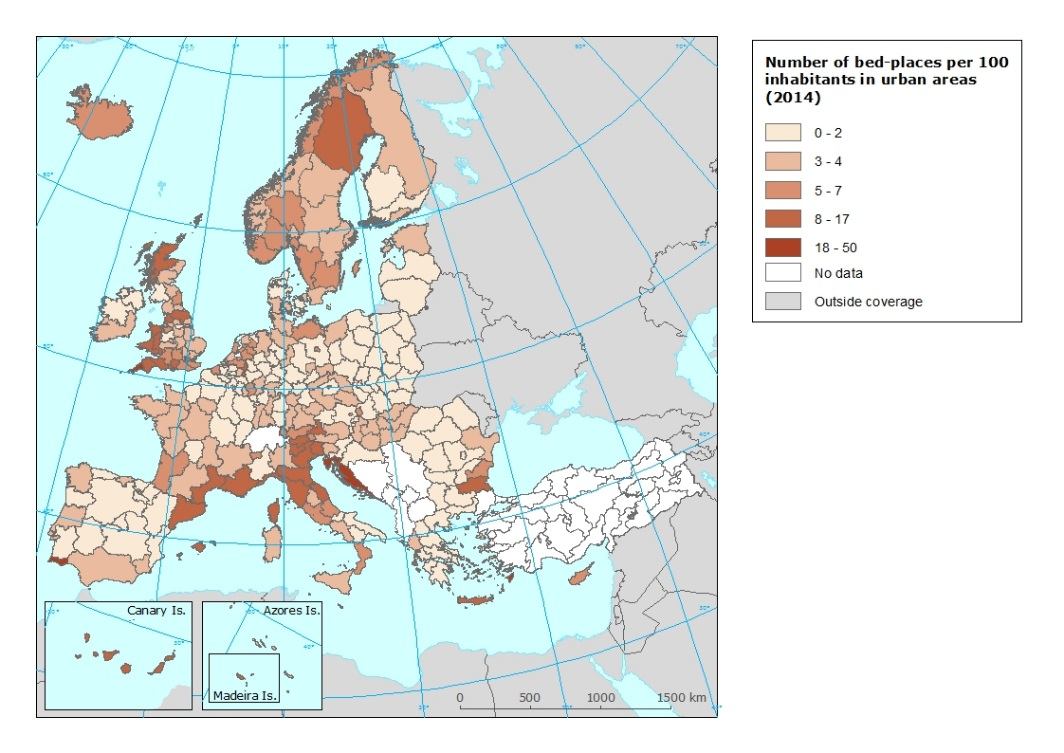 Number of bed-places per 100
inhabitants in urban areas
(2014)
0 - 2
3 - 4
5 - 7
8 - 17
18 - 50
No data
Outside coverage
Canary Is.
Azores Is.
Madeira Is.
0 500 1000 1500 km